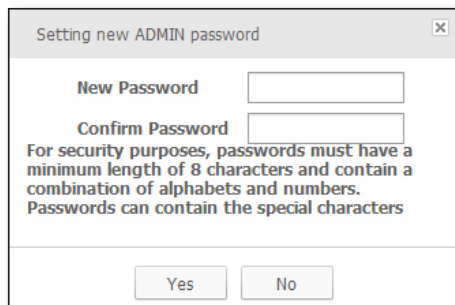 Setting new ADMIN password
New Password
Confirm Password
For security purposes, passwords must have a
minimum length of 8 characters and contain a
combination of alphabets and numbers.
Passwords can contain the special characters
Yes
No